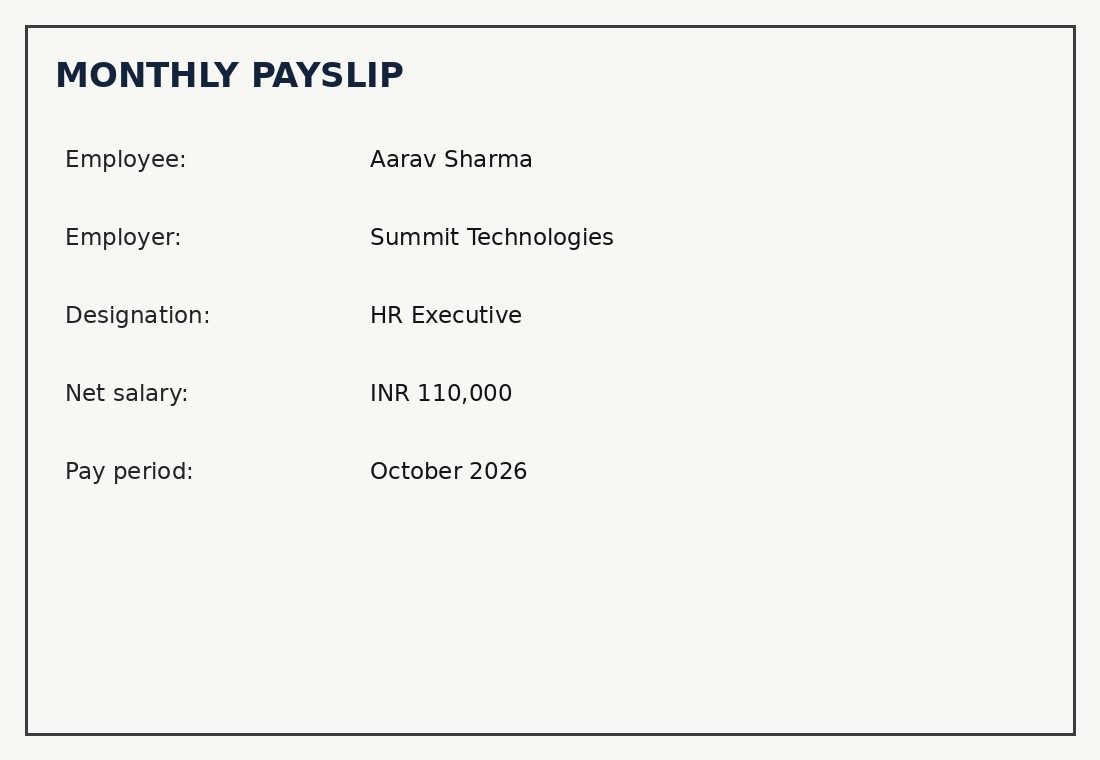 MONTHLY PAYSLIP
Employee: Aarav Sharma
Employer: Summit Technologies
Designation: HR Executive
Net salary: INR 110,000
Pay period: October 2026